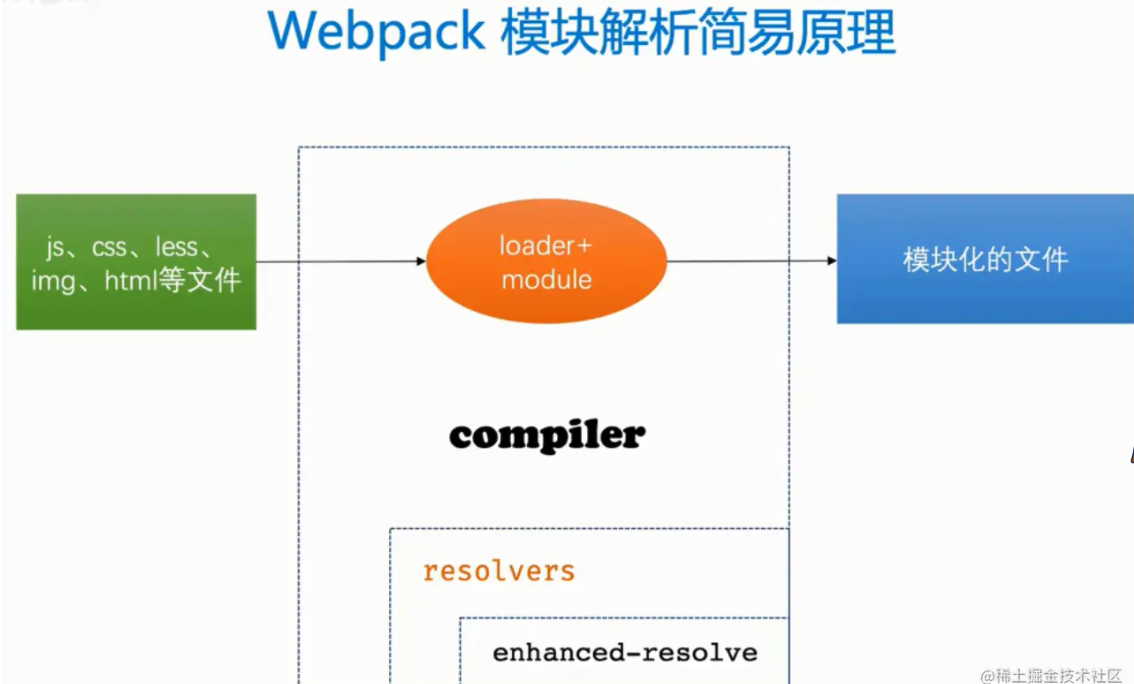 Webpack 模块解析简易原理
js、css、less、
img、html等文件
loader+
module
模块化的文件
compiler
resolvers
enhanced-resolve
@稀土掘金技术社区